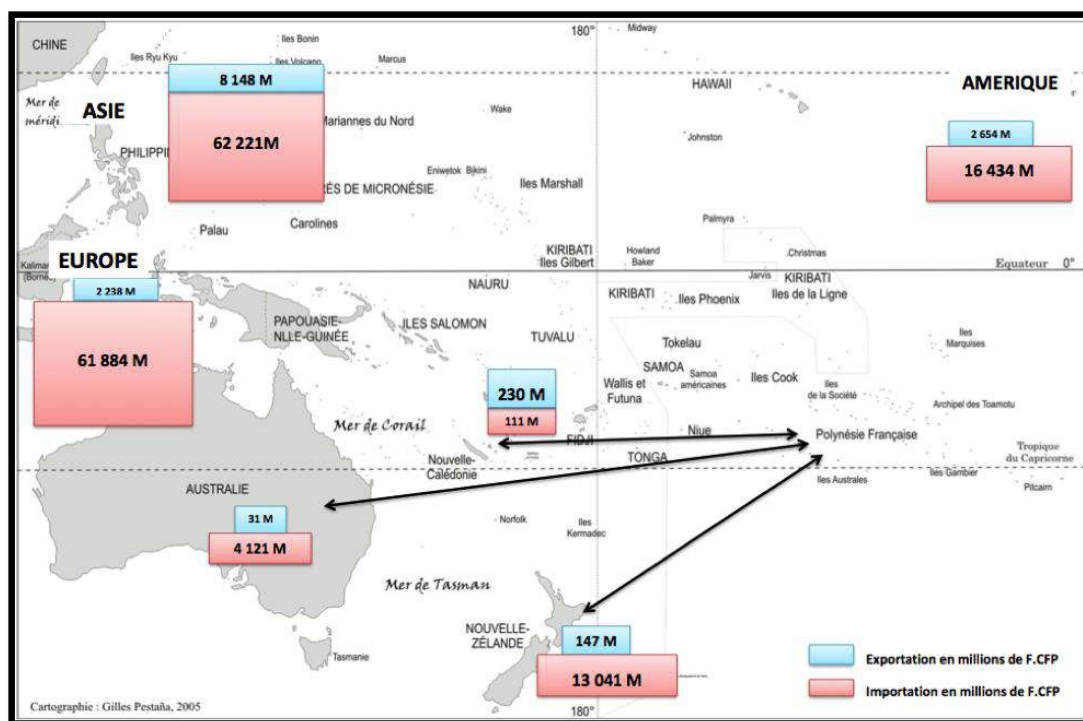 180°
Midway
CHINE
Iles Bonin
Iles Ryu Kyu
Iles Volcano
Marcus
8 148 M
HAWAII
AMERIQUE
Mer de
méridi
ASIE
Wake
2 654 M
62 221M
Mariannes du Nord
Johnston
PHILIPPIN
16 434 M
Eniwetok Bikini
Iles Marshall
RÉS DE MICRONÉSIE
Palau
Carolines
Palmyra
EUROPE
KIRIBATI
Iles Gilbert
Howland
Baker
Christmas
Equateur 0°
Kalimar
(Bornéo
Jarvis
KIRIBATI
Iles de la Ligne
2 238 M
NAURU
KIRIBATI
Iles Phoenix
PAPOUASIE-
NLLE-GUINÉE
ILES SALOMON
TUVALU
Iles
Marquises
61 884 M
Tokelau
SAMOA
Samoa
américaines
Iles Cook
Wallis et
Futuna
Iles
de la Société
230 M
Archipel des Toamotu
111 M
Mer de Corail
FIDJI
Niue
Polynésie Française
Nouvelle-
Calédonie
TONGA
Tropique
du Capricorne
Iles Gambier
Iles Australes
Pitcairn
AUSTRALIE
31 M
Norfolk
Iles
Kermadec
4 121 M
Mer de Tasman
NOUVELLE-
ZÉLANDE
147 M
Tasmanie
Exportation en millions de F.CFP
13 041 M
Importation en millions de F.CFP
Cartographie : Gilles Pestaña, 2005
180°